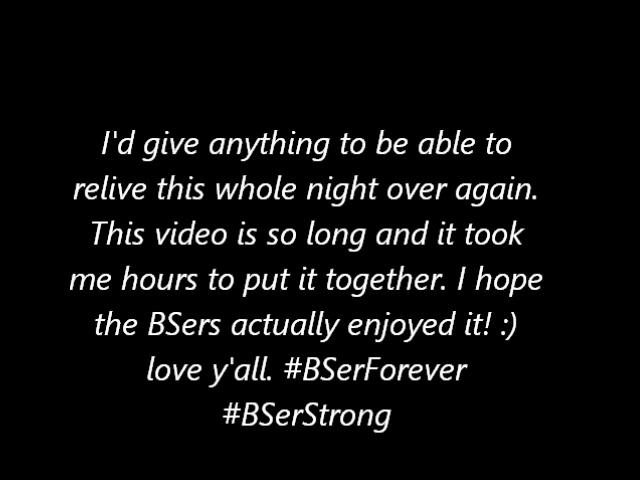 I'd give anything to be able to
relive this whole night over again.
This video is so long and it took
me hours to put it together. I hope
the BSers actually enjoyed it! :)
love y'all. #BSerForever
#BSerStrong